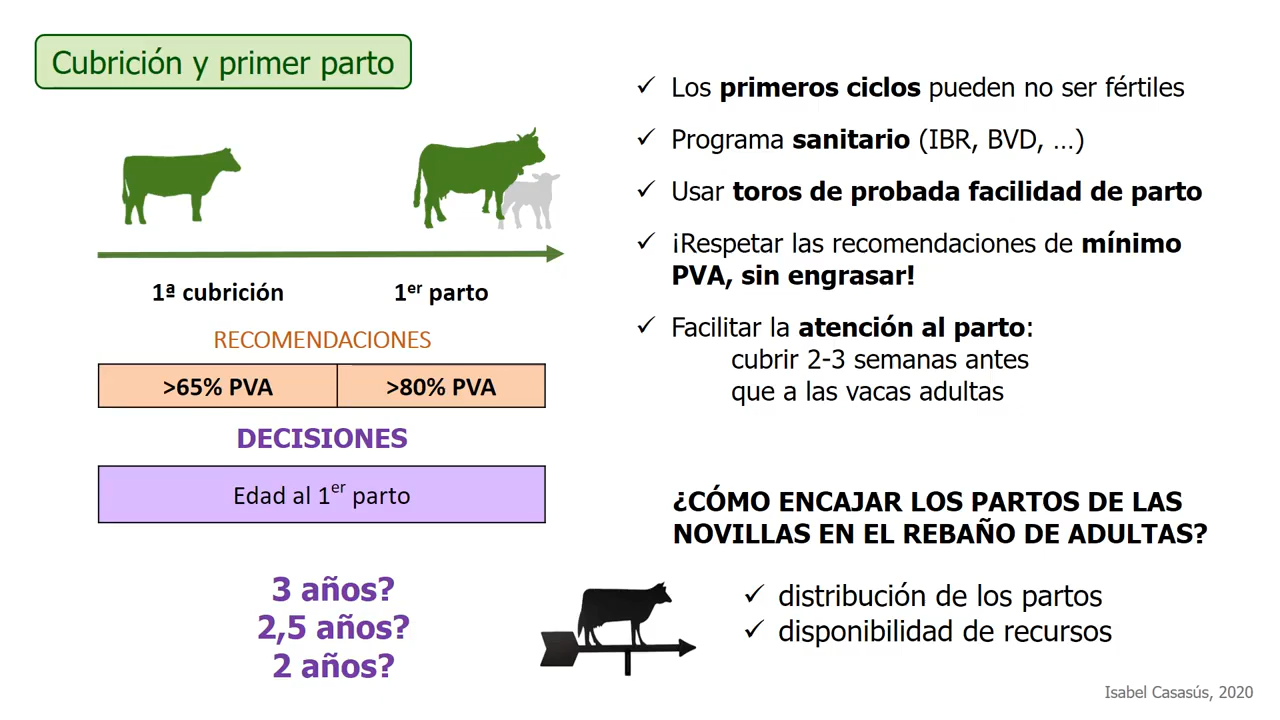 Cubrición y primer parto
1ª cubrición
1er parto
RECOMENDACIONES
>65% PVA
>80% PVA
DECISIONES
Edad al 1er parto
3 años?
2,5 años?
2 años?
✓ Los primeros ciclos pueden no ser fértiles
✓ Programa sanitario (IBR, BVD, …)
✓ Usar toros de probada facilidad de parto
✓ ¡Respetar las recomendaciones de mínimo
PVA, sin engrasar!
✓ Facilitar la atención al parto:
cubrir 2-3 semanas antes
que a las vacas adultas
¿CÓMO ENCAJAR LOS PARTOS DE LAS
NOVILLAS EN EL REBAÑO DE ADULTAS?
✓ distribución de los partos
✓ disponibilidad de recursos
Isabel Casasús, 2020